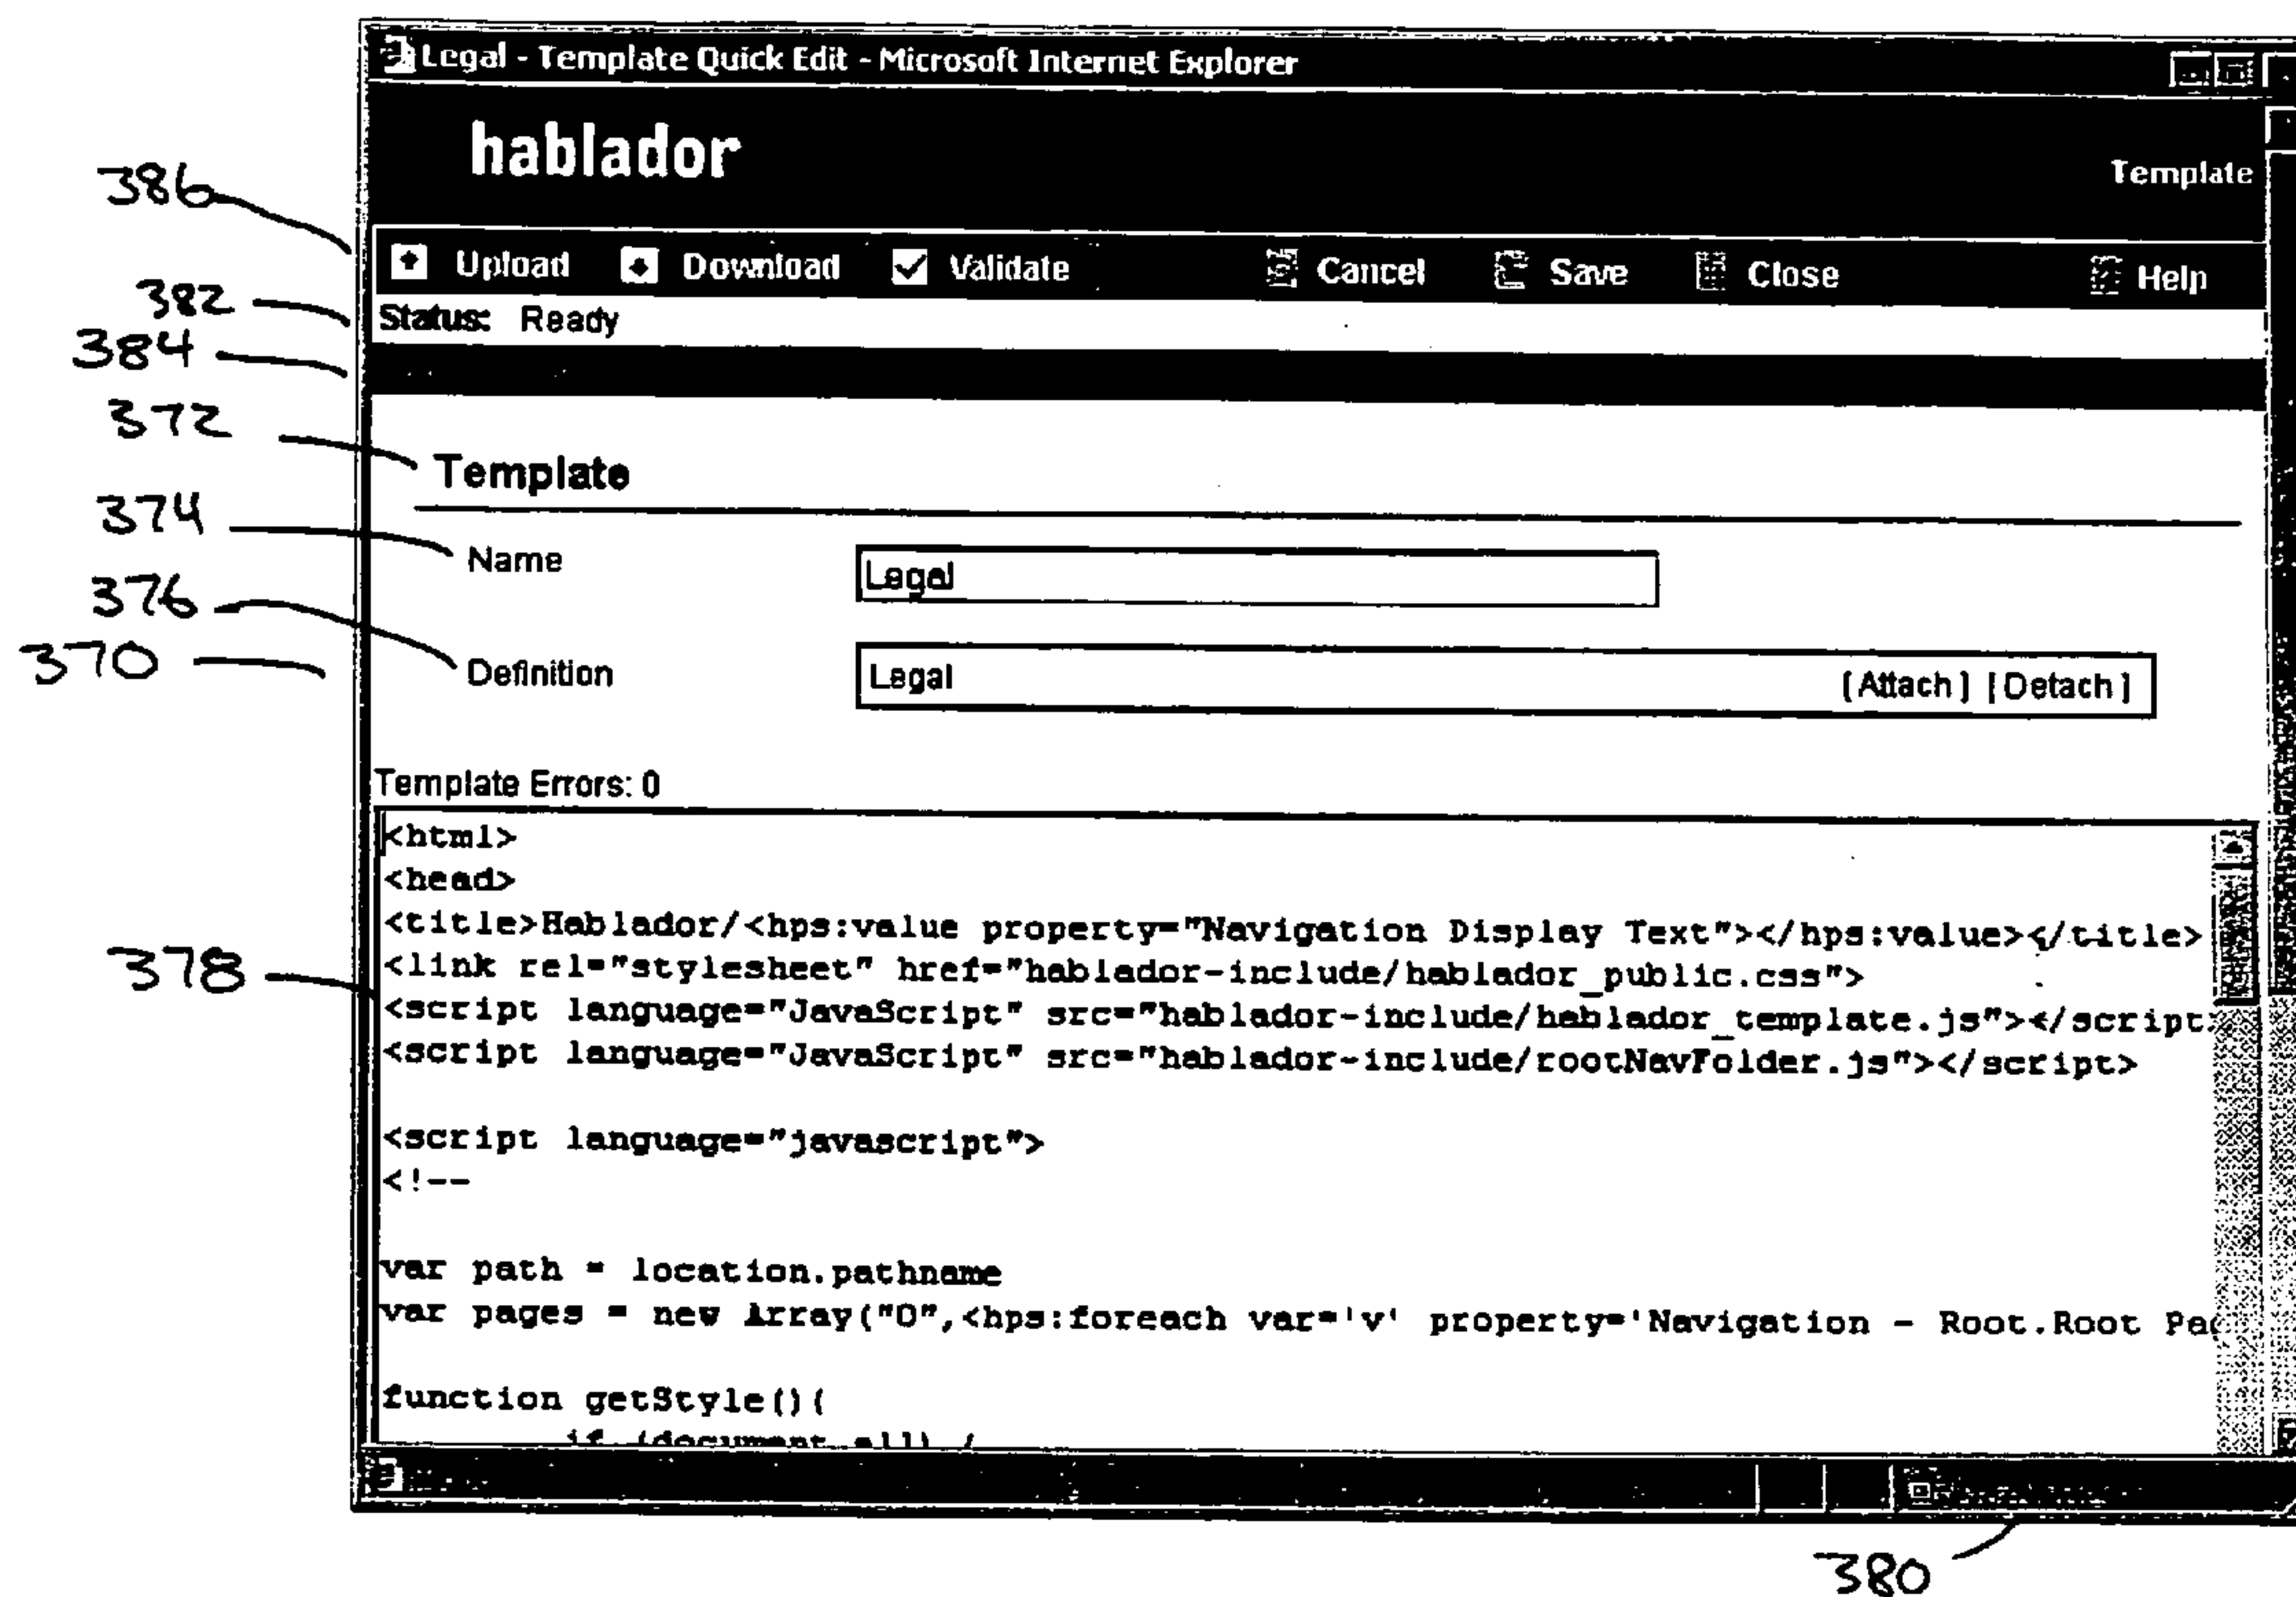 Legal - Template Quick Edit - Microsoft Internet Explorer
hablador
Template
386
Upload Download Validate Cancel Save Close Help
382
Status: Ready
384
372
Template
374
Name Legal
376
Definition Legal [Attach] [Detach]
370
Template Errors: 0
<html>
<head>
<title>Hablador/<hps:value property="Navigation Display Text"></hps:value></title>
378
<link rel="stylesheet" href="hablador-include/hablador_public.css">
<script language="JavaScript" src="hablador-include/hablador_template.js"></script>
<script language="JavaScript" src="hablador-include/rootNavFolder.js"></script>
<script language="javascript">
<!--
var path = location.pathname
var pages = new Array("0",<hps:foreach var='v' property='Navigation - Root.Root Pag
function getStyle(){
if (document.all) {
380